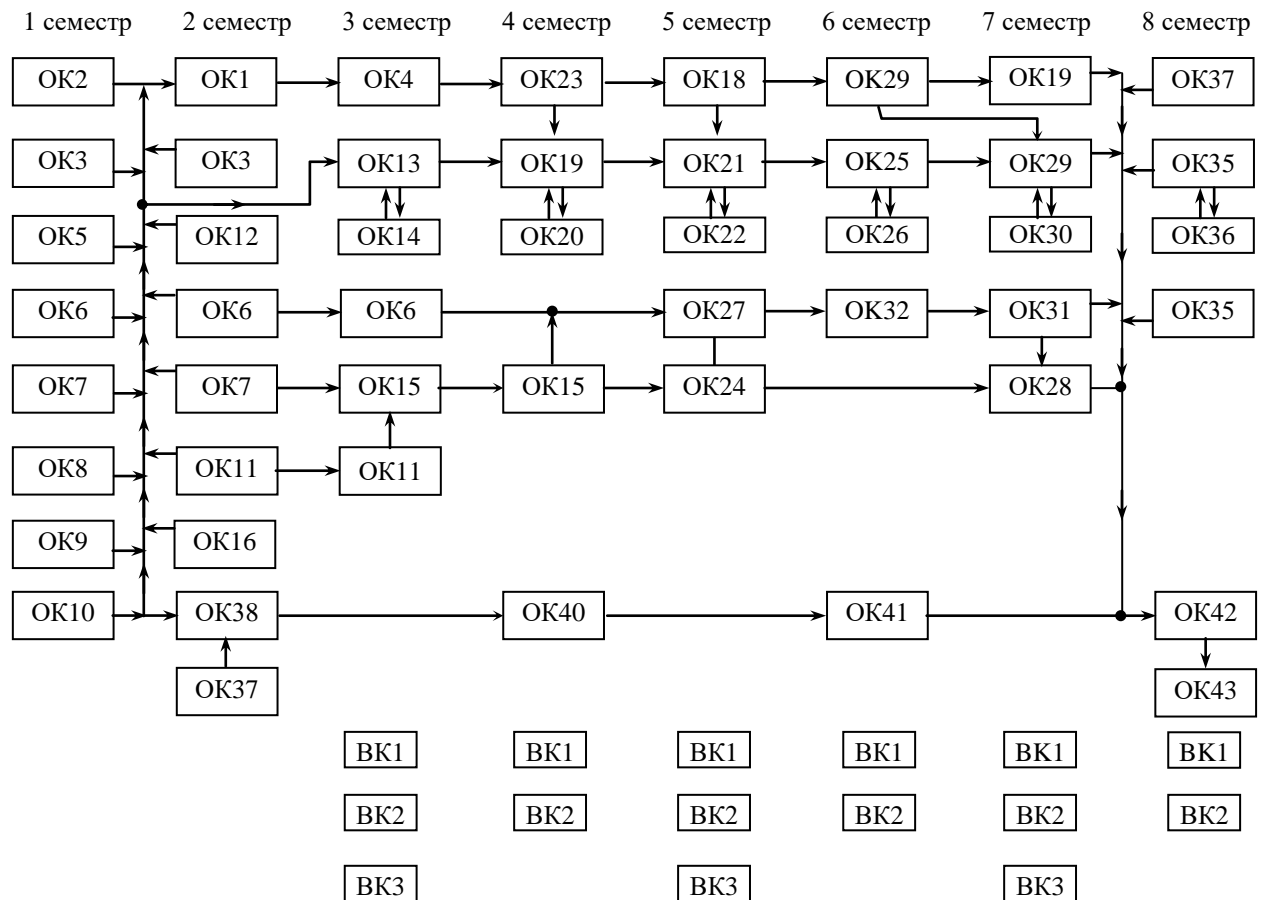 1 семестр 2 семестр 3 семестр 4 семестр 5 семестр 6 семестр 7 семестр 8 семестр
ОК2 ОК1 ОК4 ОК23 ОК18 ОК29 ОК19 ОК37
ОК3 ОК3 ОК13 ОК19 ОК21 ОК25 ОК29 ОК35
ОК5 ОК12 ОК14 ОК20 ОК22 ОК26 ОК30 ОК36
ОК6 ОК6 ОК6 ОК27 ОК32 ОК31 ОК35
ОК7 ОК7 ОК15 ОК15 ОК24 ОК28
ОК8 ОК11 ОК11
ОК9 ОК16
ОК10 ОК38 ОК40 ОК41 ОК42
ОК37 ОК43
ВК1 ВК1 ВК1 ВК1 ВК1 ВК1
ВК2 ВК2 ВК2 ВК2 ВК2 ВК2
ВК3 ВК3 ВК3